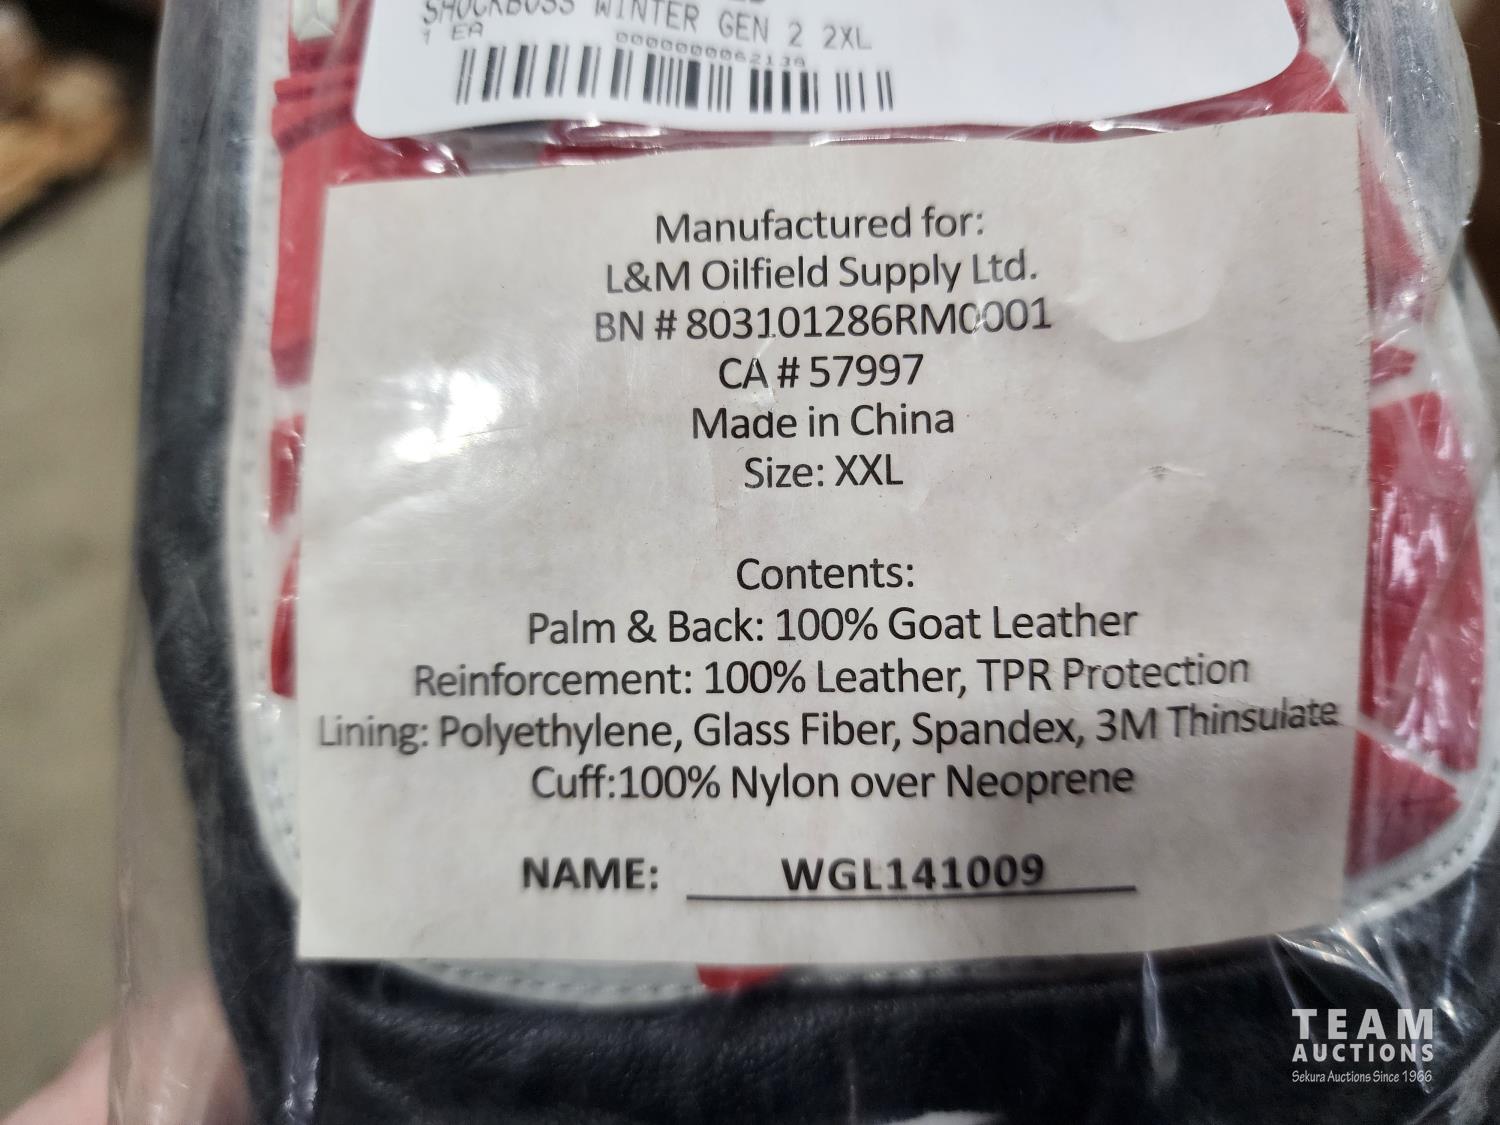 SHOCKBOSS WINTER GEN 2 2XL
1 EA
Manufactured for:
L&M Oilfield Supply Ltd.
BN # 803101286RM0001
CA # 57997
Made in China
Size: XXL
Contents:
Palm & Back: 100% Goat Leather
Reinforcement: 100% Leather, TPR Protection
Lining: Polyethylene, Glass Fiber, Spandex, 3M Thinsulate
Cuff:100% Nylon over Neoprene
NAME: WGL141009
TEAM
AUCTIONS
Sekura Auctions Since 1966